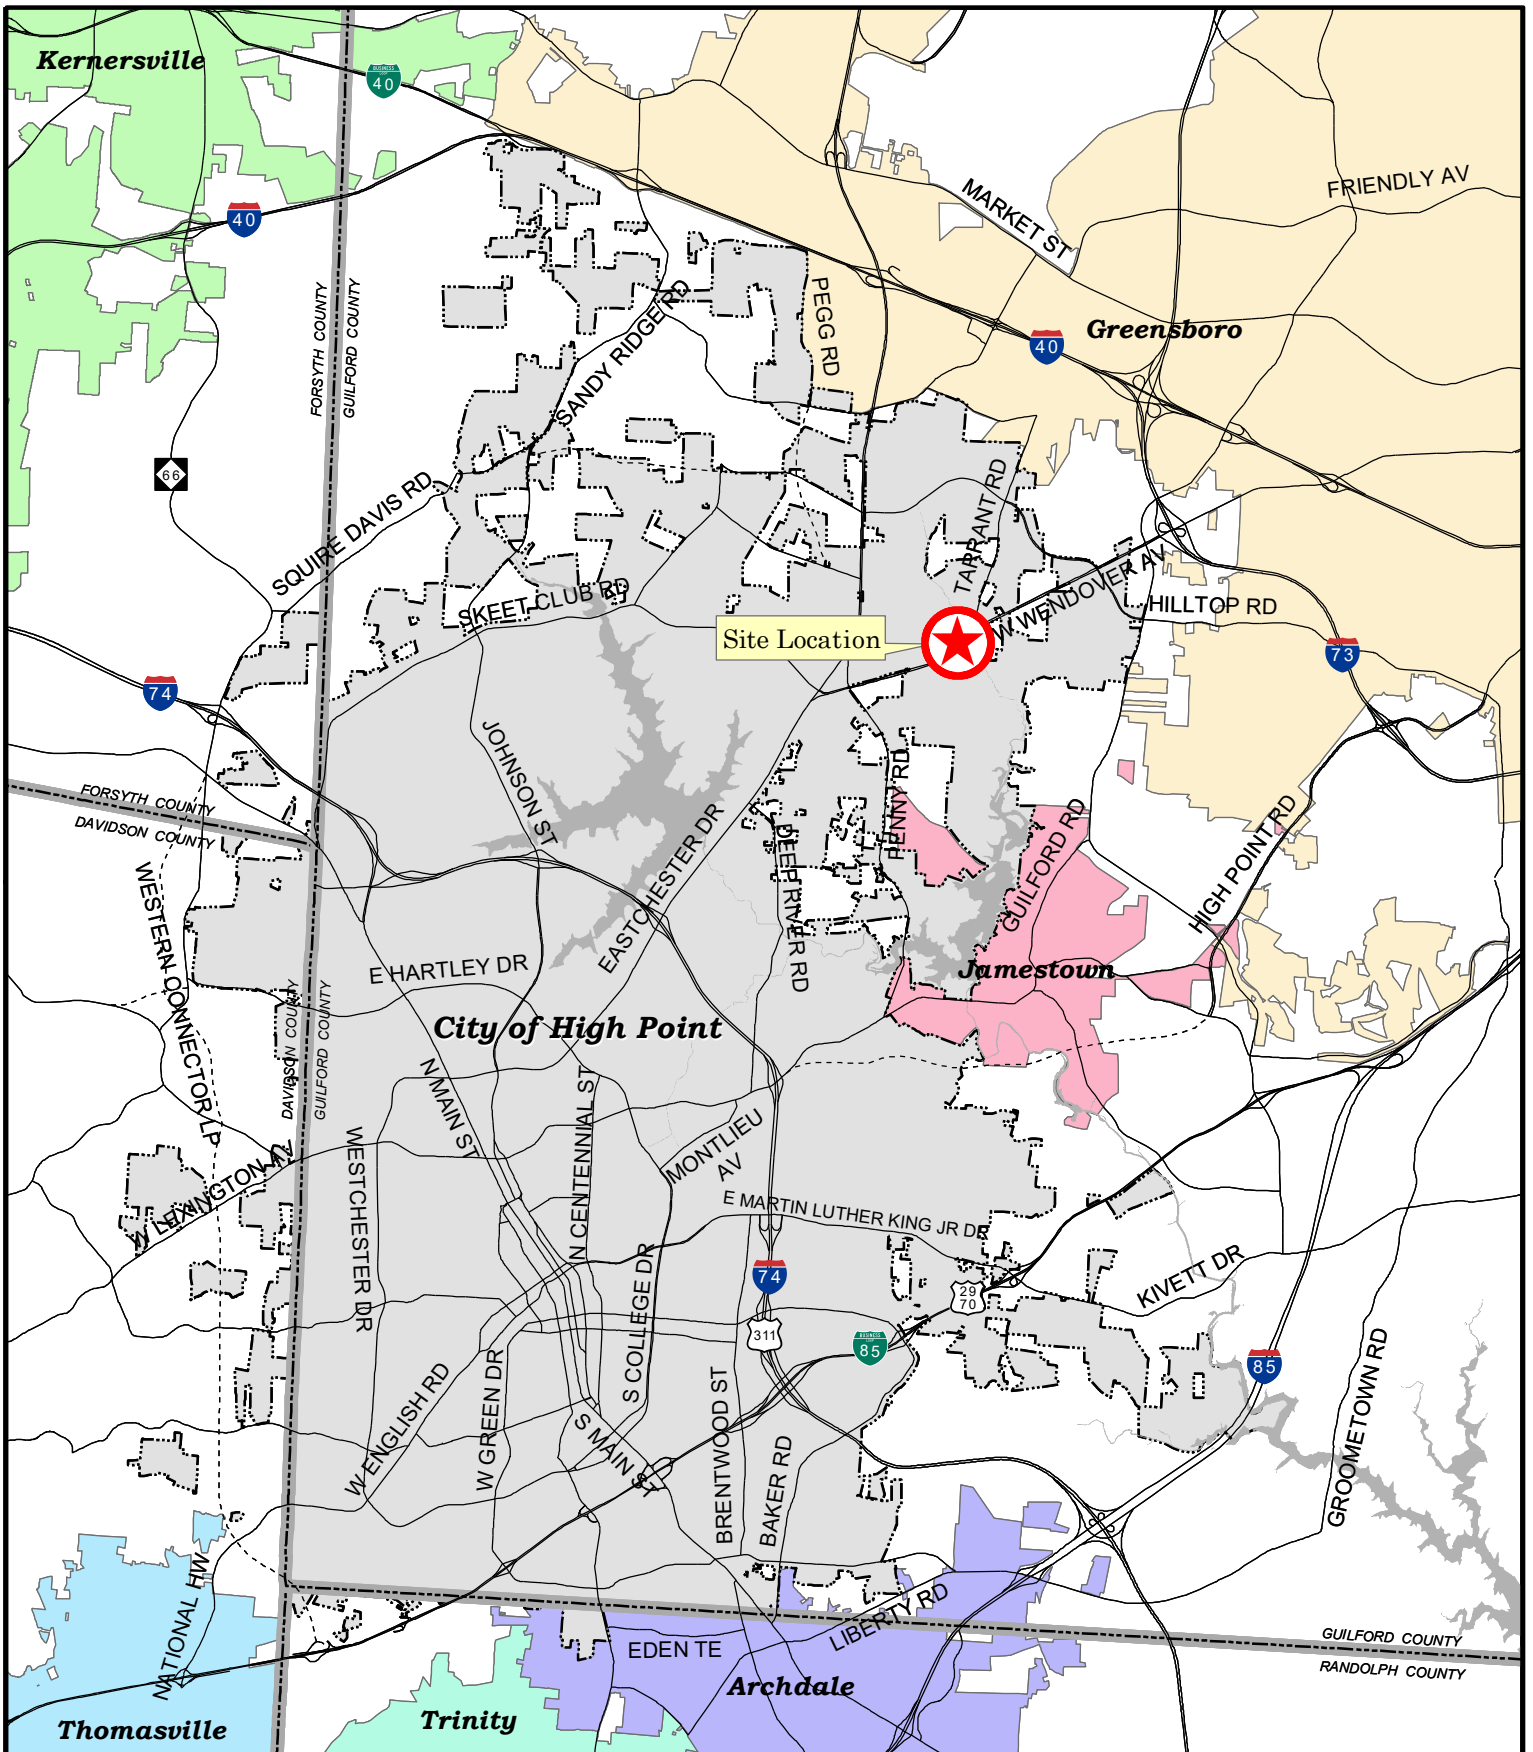 Kernersville
BUSINESS
LOOP
40
40
FRIENDLY AV
MARKET ST
FORSYTH COUNTY
GUILFORD COUNTY
PEGG RD
SANDY RIDGE RD
Greensboro
40
66
SQUIRE DAVIS RD
TARRANT RD
W WENDOVER AV
SKEET CLUB RD
HILLTOP RD
Site Location
73
74
JOHNSON ST
FORSYTH COUNTY
DAVIDSON COUNTY
PENNY RD
EASTCHESTER DR
DEEP RIVER RD
GUILFORD RD
HIGH POINT RD
WESTERN CONNECTOR LP
E HARTLEY DR
Jamestown
DAVIDSON COUNTY
GUILFORD COUNTY
City of High Point
N MAIN ST
N CENTENNIAL ST
MONTLIEU
AV
WESTCHESTER DR
W LEXINGTON AV
E MARTIN LUTHER KING JR DR
S COLLEGE DR
74
29
70
KIVETT DR
311
BUSINESS
LOOP
85
85
GROOMETOWN RD
W ENGLISH RD
W GREEN DR
S MAIN ST
BRENTWOOD ST
BAKER RD
NATIONAL HW
LIBERTY RD
EDEN TE
GUILFORD COUNTY
RANDOLPH COUNTY
Archdale
Trinity
Thomasville